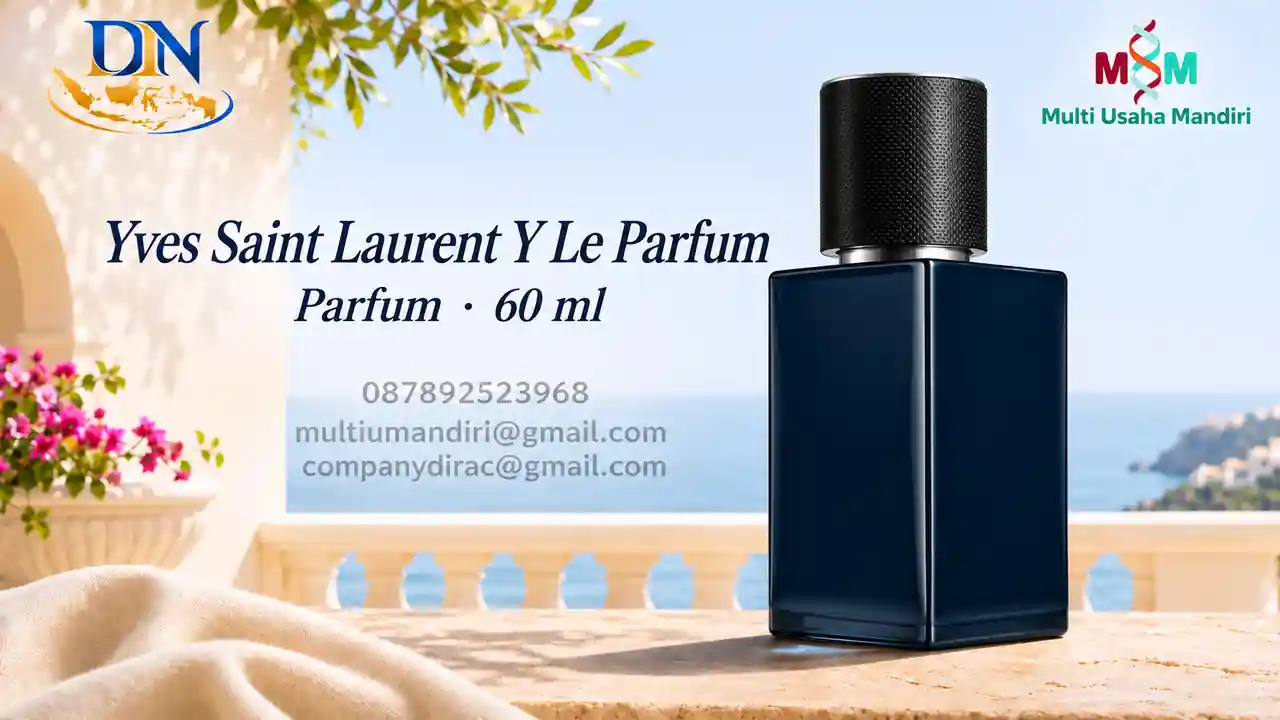 DN
MSM
Multi Usaha Mandiri
Yves Saint Laurent Y Le Parfum
Parfum · 60 ml
087892523968
multiumandiri@gmail.com
companydirac@gmail.com